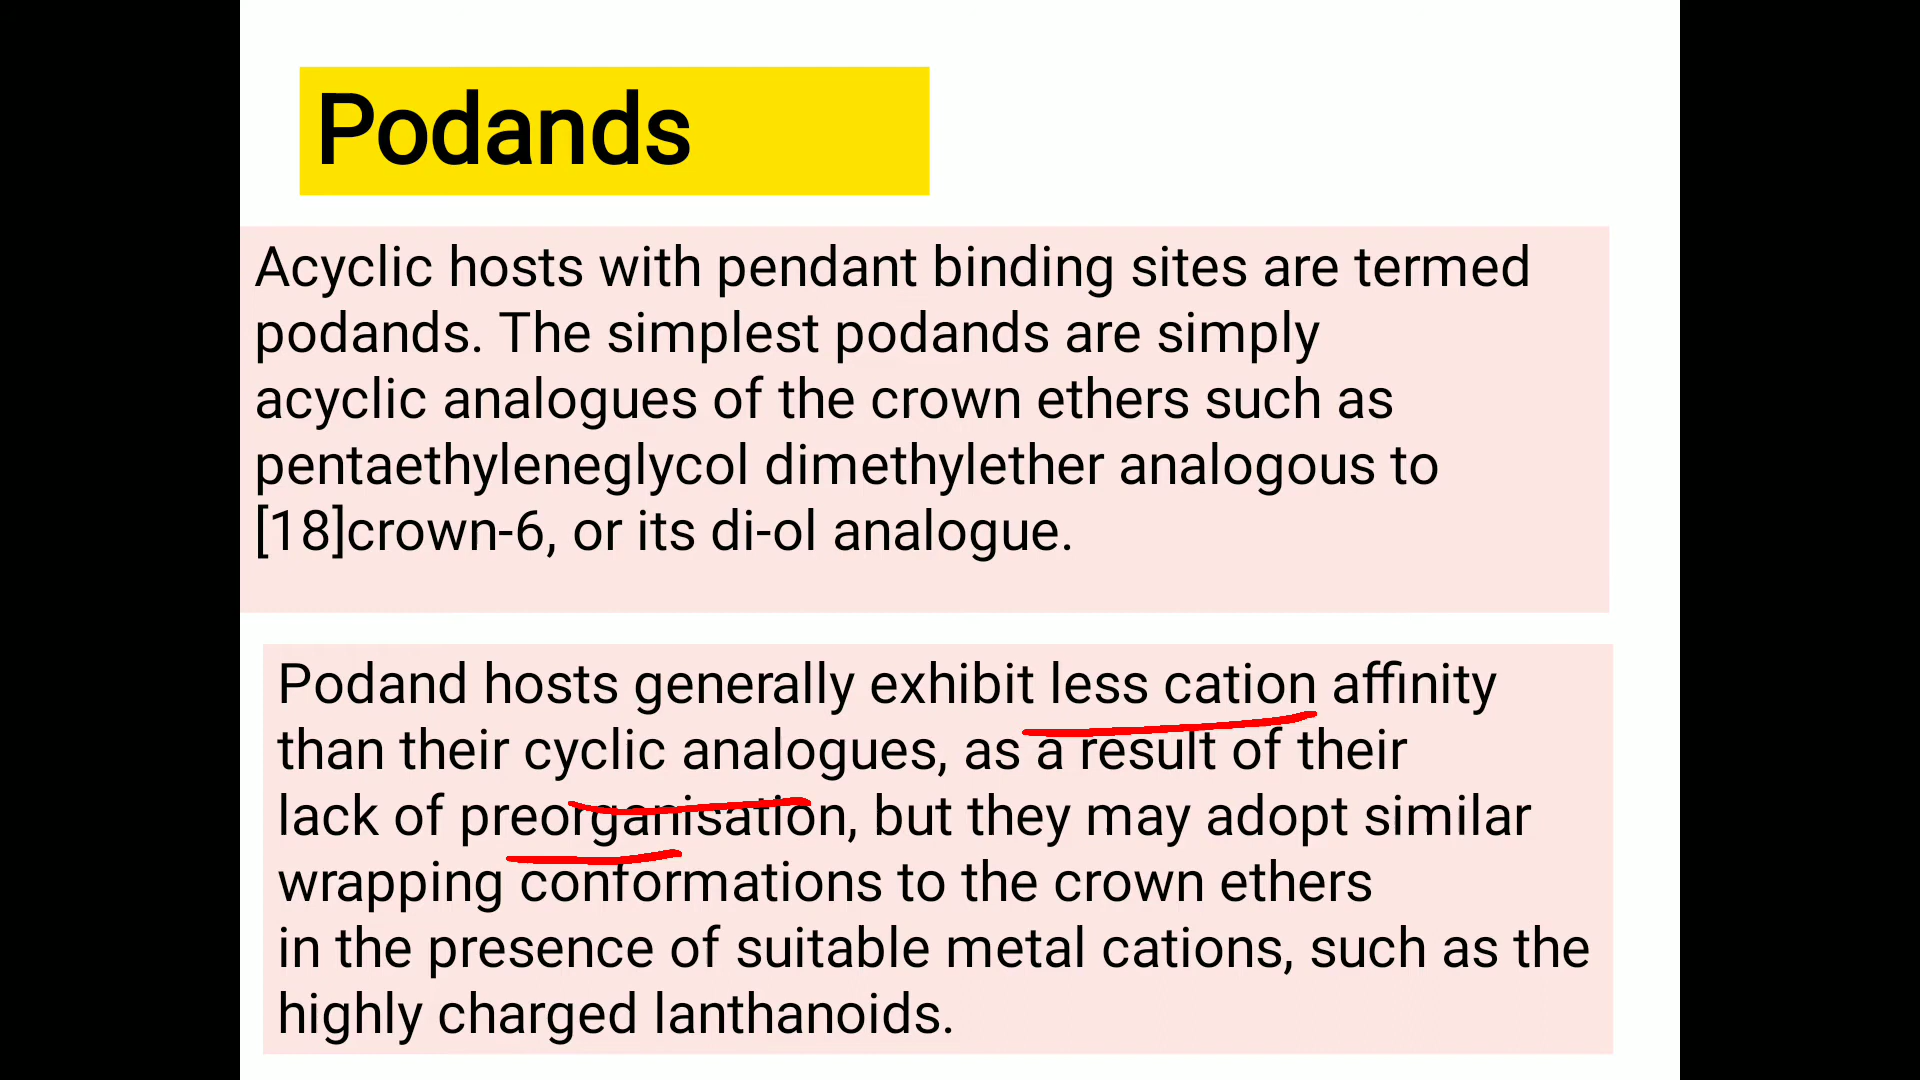 Podands
Acyclic hosts with pendant binding sites are termed
podands. The simplest podands are simply
acyclic analogues of the crown ethers such as
pentaethyleneglycol dimethylether analogous to
[18]crown-6, or its di-ol analogue.
Podand hosts generally exhibit less cation affinity
than their cyclic analogues, as a result of their
lack of preorganisation, but they may adopt similar
wrapping conformations to the crown ethers
in the presence of suitable metal cations, such as the
highly charged lanthanoids.